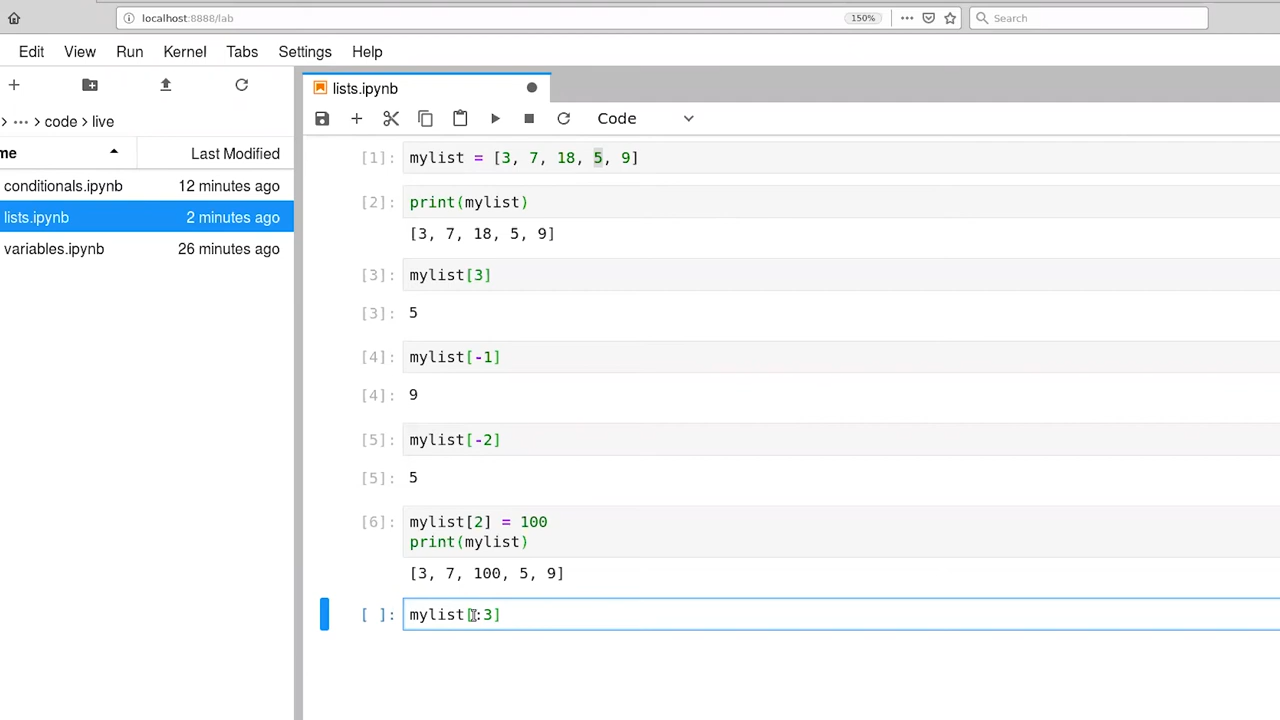 localhost:8888/lab 150% ••• Search
Edit View Run Kernel Tabs Settings Help
lists.ipynb
> ••• > code > live
Code
me Last Modified
conditionals.ipynb 12 minutes ago
lists.ipynb 2 minutes ago
variables.ipynb 26 minutes ago
[1]: mylist = [3, 7, 18, 5, 9]
[2]: print(mylist)
[3, 7, 18, 5, 9]
[3]: mylist[3]
[3]: 5
[4]: mylist[-1]
[4]: 9
[5]: mylist[-2]
[5]: 5
[6]: mylist[2] = 100
print(mylist)
[3, 7, 100, 5, 9]
[ ]: mylist[:3]